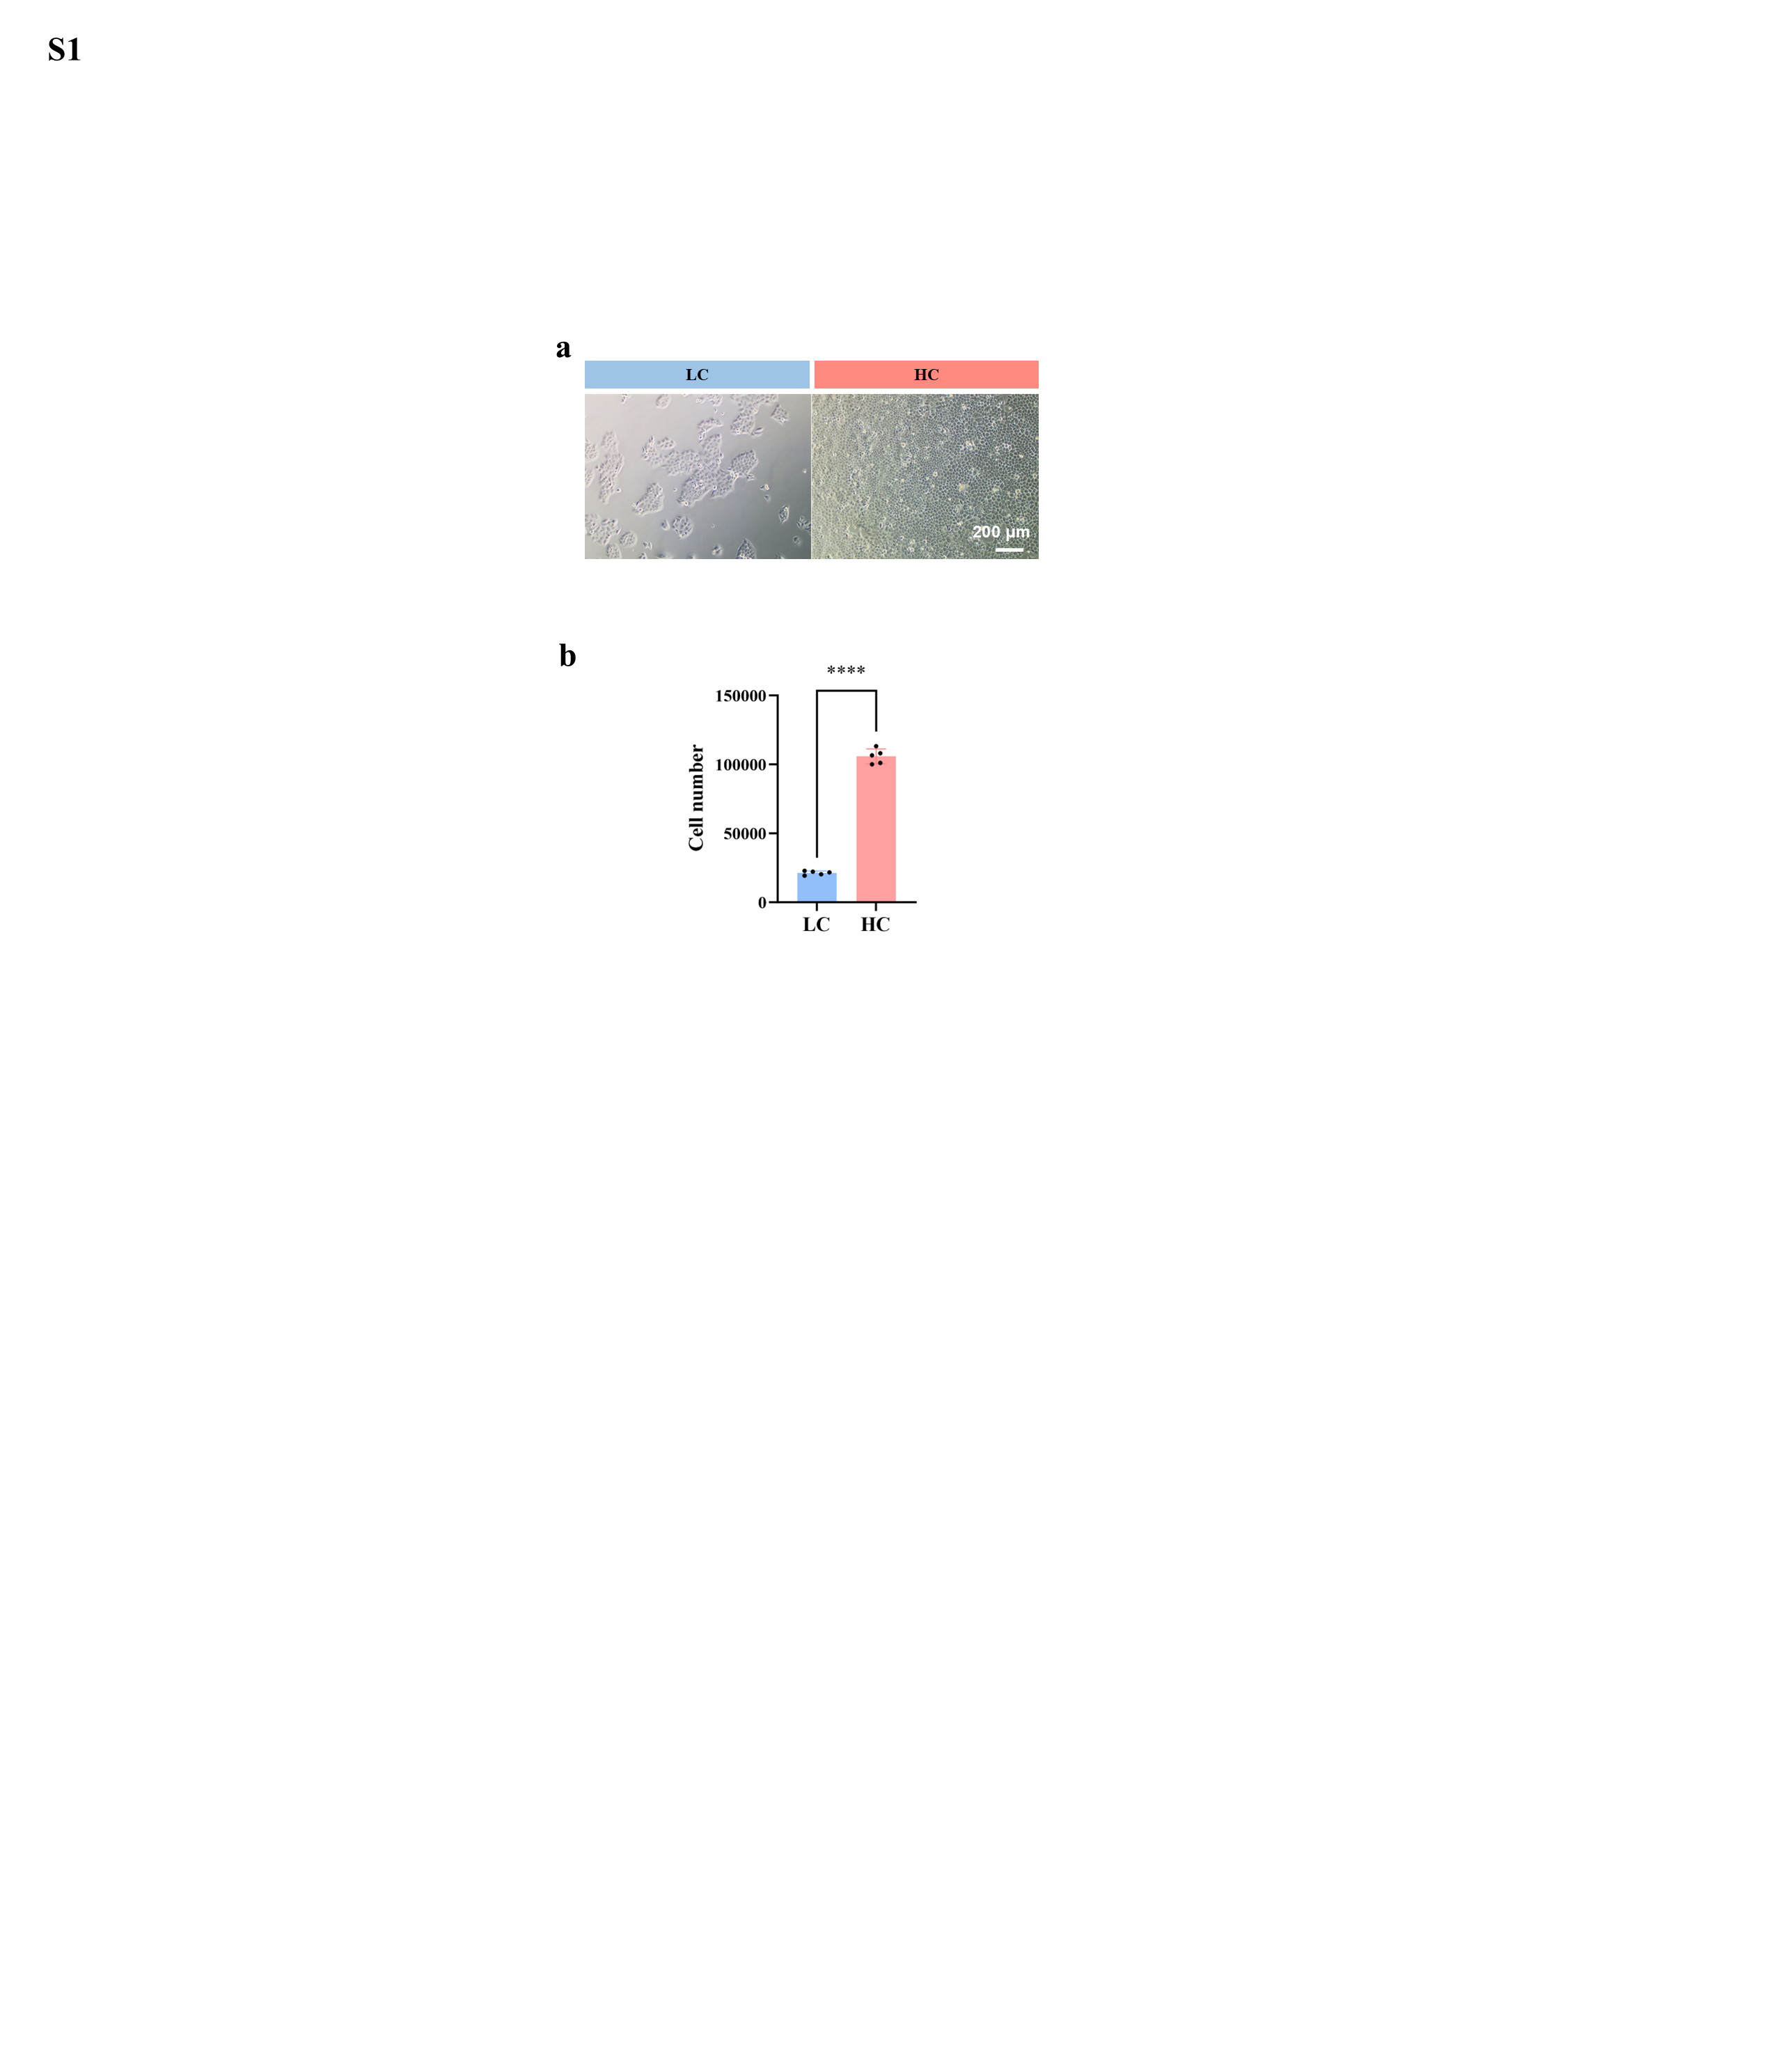 S1
a
LC HC
200 μm
b
****
150000
100000
50000
0
Cell number
LC HC